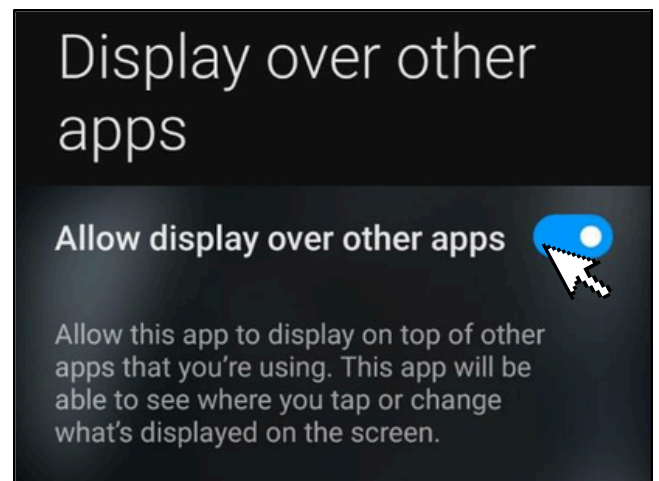 Display over other
apps
Allow display over other apps
Allow this app to display on top of other
apps that you're using. This app will be
able to see where you tap or change
what's displayed on the screen.